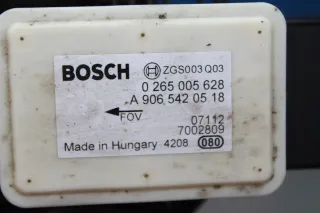 BOSCH ZGS003 Q03
0 265 005 628
A 906 542 05 18
FOV 07112
7002809
Made in Hungary 4208 080